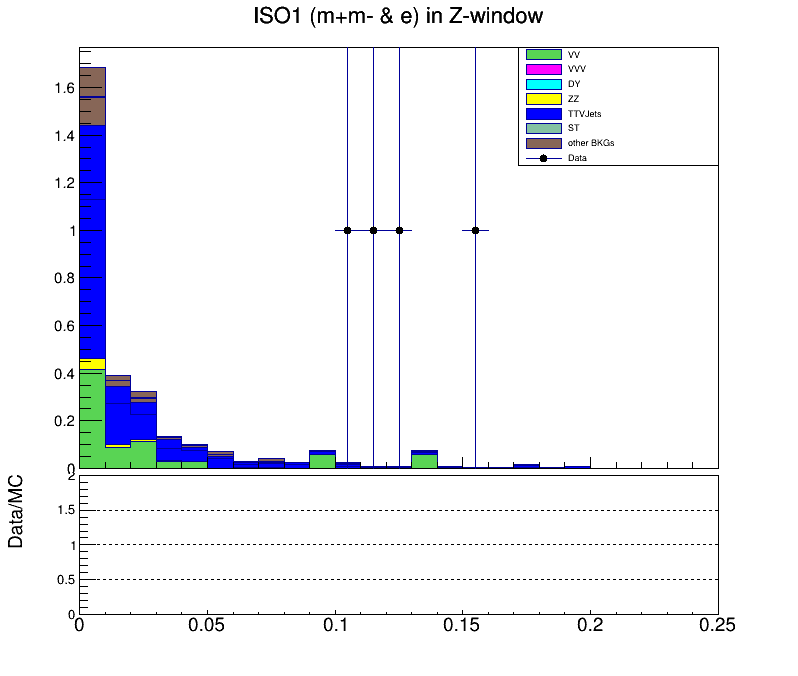 ISO1 (m+m- & e) in Z-window
VV
VVV
DY
ZZ
TTVJets
ST
other BKGs
Data
1.6
1.4
1.2
1
0.8
0.6
0.4
0.2
0
Data/MC
2
1.5
1
0.5
0
0 0.05 0.1 0.15 0.2 0.25